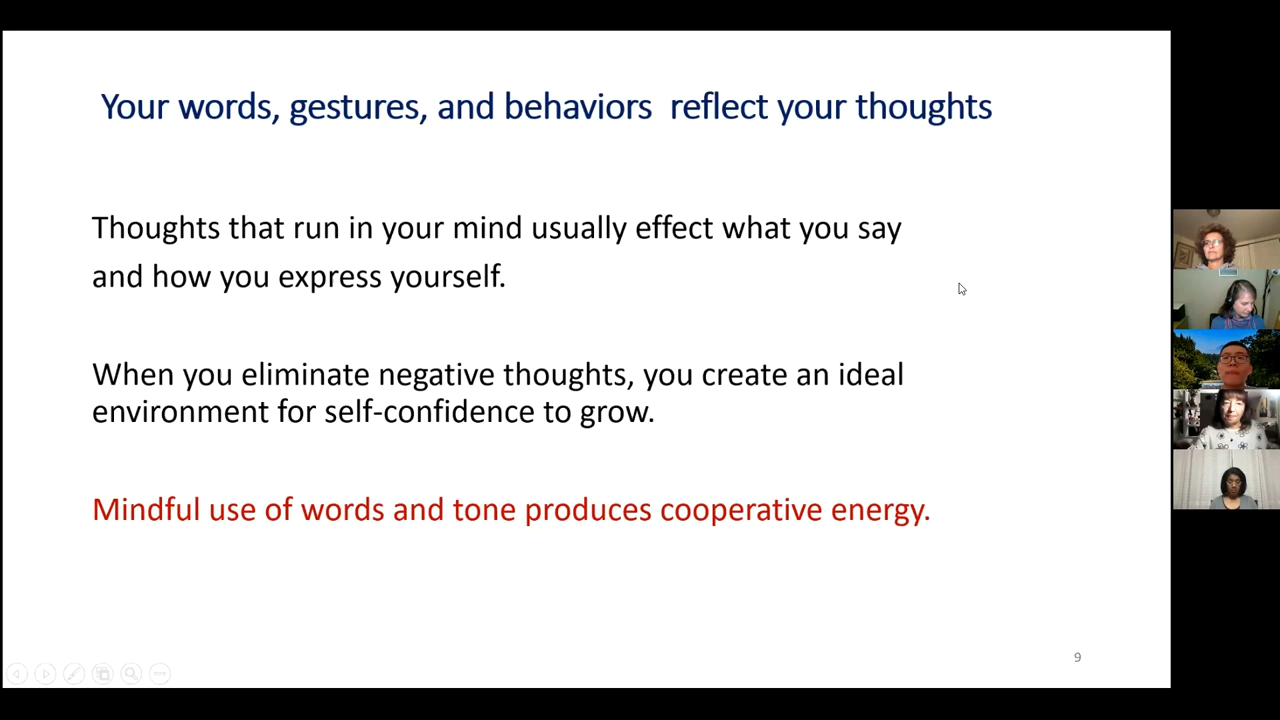 Your words, gestures, and behaviors  reflect your thoughts
Thoughts that run in your mind usually effect what you say
and how you express yourself.
When you eliminate negative thoughts, you create an ideal
environment for self-confidence to grow.
Mindful use of words and tone produces cooperative energy.
9